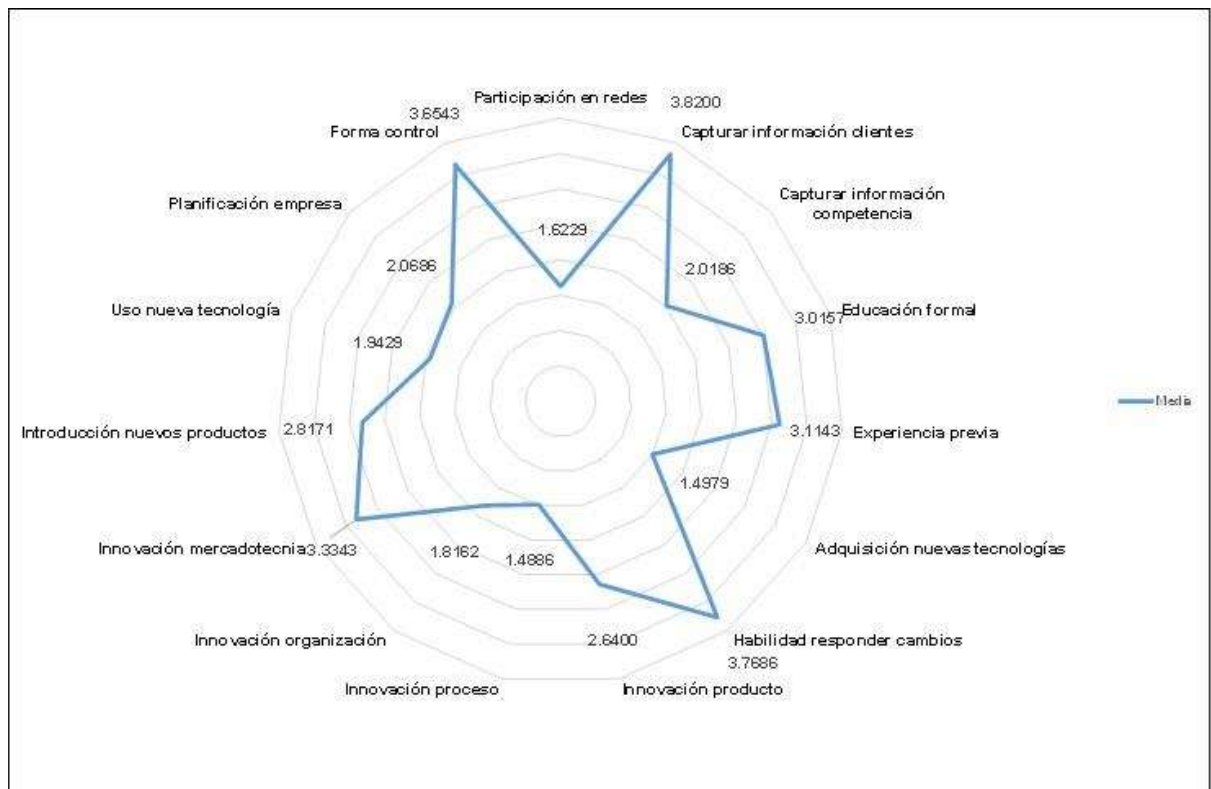 Participación en redes
3.8200
3.6543
Forma control
Capturar información clientes
Planificación empresa
Capturar información
competencia
1.6229
2.0686
2.0186
Uso nueva tecnología
3.0157
Educación formal
1.9429
Media
Introducción nuevos productos
2.8171
3.1143
Experiencia previa
1.4979
Innovación mercadotecnia
3.3343
1.8162
1.4886
Adquisición nuevas tecnologías
Innovación organización
2.6400
Habilidad responder cambios
3.7686
Innovación proceso
Innovación producto